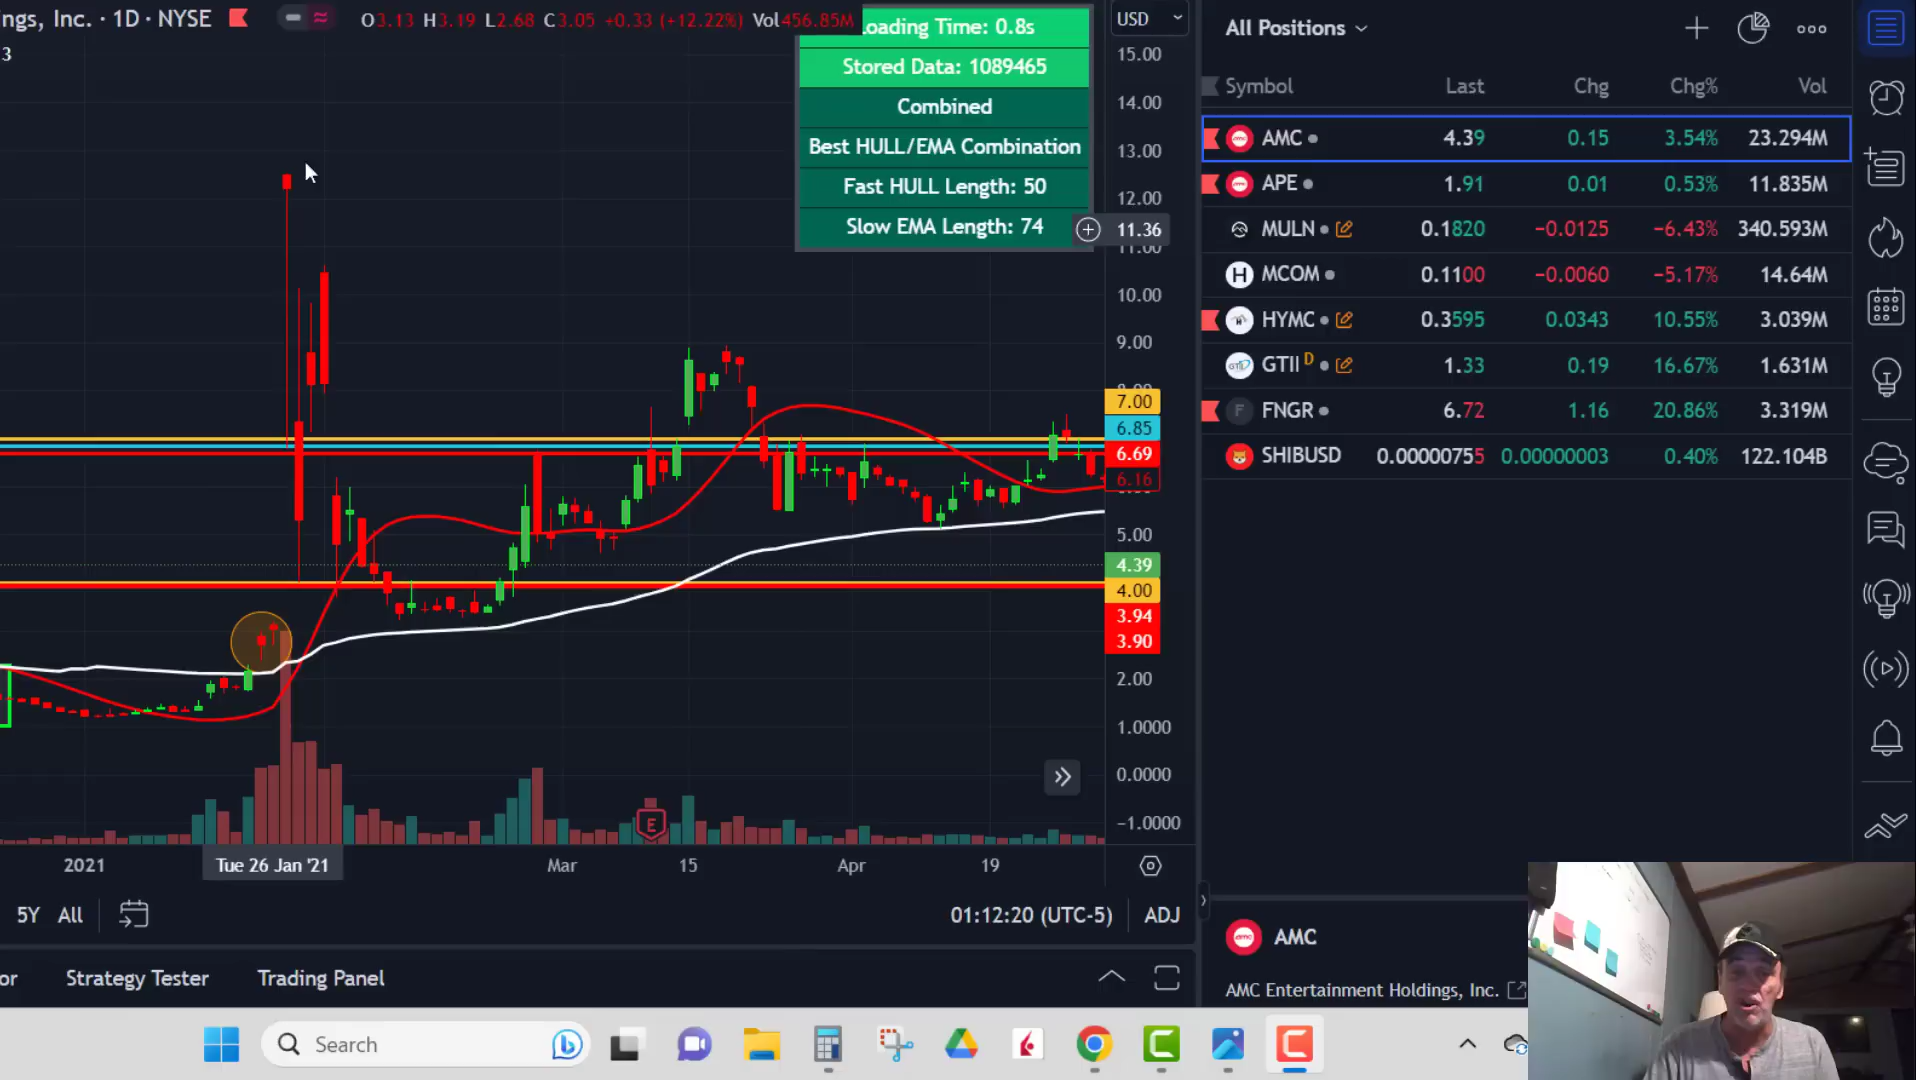 ngs, Inc. · 1D · NYSE
O3.13 H3.19 L2.68 C3.05 +0.33 (+12.22%) Vol456.85M
3
Loading Time: 0.8s
Stored Data: 1089465
Combined
Best HULL/EMA Combination
Fast HULL Length: 50
Slow EMA Length: 74
USD
15.00
14.00
13.00
12.00
11.36
11.00
10.00
9.00
8.00
7.00
6.85
6.69
6.16
5.00
4.39
4.00
3.94
3.90
2.00
1.0000
0.0000
−1.0000
E
2021
Tue 26 Jan '21
Mar
15
Apr
19
5Y All
01:12:20 (UTC-5) ADJ
or Strategy Tester Trading Panel
All Positions
Symbol Last Chg Chg% Vol
AMC 4.39 0.15 3.54% 23.294M
APE 1.91 0.01 0.53% 11.835M
MULN 0.1820 −0.0125 −6.43% 340.593M
H MCOM 0.1100 −0.0060 −5.17% 14.64M
HYMC 0.3595 0.0343 10.55% 3.039M
GTII D 1.33 0.19 16.67% 1.631M
F FNGR 6.72 1.16 20.86% 3.319M
SHIBUSD 0.00000755 0.00000003 0.40% 122.104B
AMC
AMC Entertainment Holdings, Inc.
Search